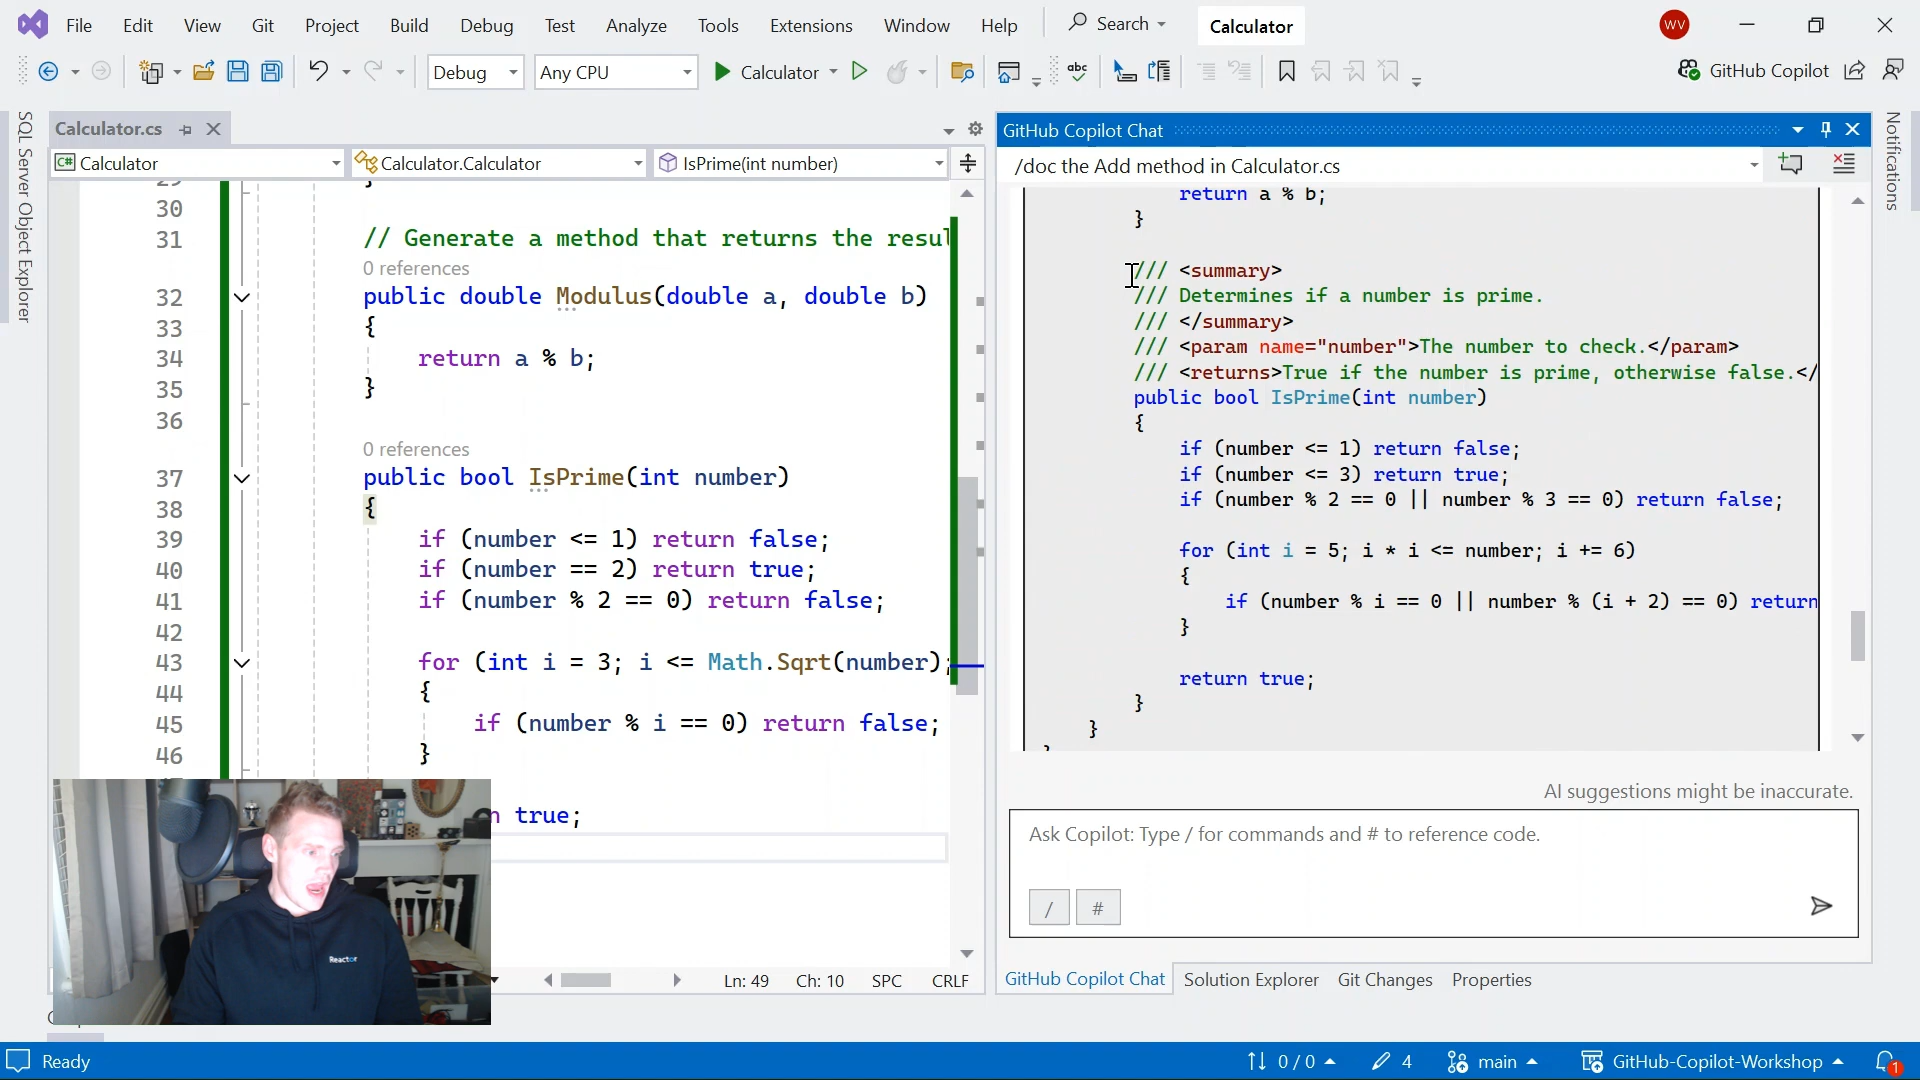 File Edit View Git Project Build Debug Test Analyze Tools Extensions Window Help Search Calculator WV
Debug Any CPU Calculator abc GitHub Copilot
SQL Server Object Explorer
Calculator.cs
Calculator Calculator.Calculator IsPrime(int number)
29 }
30
31 // Generate a method that returns the resul
0 references
32 public double Modulus(double a, double b)
33 {
34 return a % b;
35 }
36
0 references
37 public bool IsPrime(int number)
38 {
39 if (number <= 1) return false;
40 if (number == 2) return true;
41 if (number % 2 == 0) return false;
42
43 for (int i = 3; i <= Math.Sqrt(number);
44 {
45 if (number % i == 0) return false;
46 }
n true;
Reactor
Ln: 49 Ch: 10 SPC CRLF
GitHub Copilot Chat
/doc the Add method in Calculator.cs
return a % b;
}
/// <summary>
/// Determines if a number is prime.
/// </summary>
/// <param name="number">The number to check.</param>
/// <returns>True if the number is prime, otherwise false.</
public bool IsPrime(int number)
{
if (number <= 1) return false;
if (number <= 3) return true;
if (number % 2 == 0 || number % 3 == 0) return false;
for (int i = 5; i * i <= number; i += 6)
{
if (number % i == 0 || number % (i + 2) == 0) return
}
return true;
}
}
AI suggestions might be inaccurate.
Ask Copilot: Type / for commands and # to reference code.
/ #
GitHub Copilot Chat Solution Explorer Git Changes Properties
Notifications
Ready 0 / 0 4 main GitHub-Copilot-Workshop 1